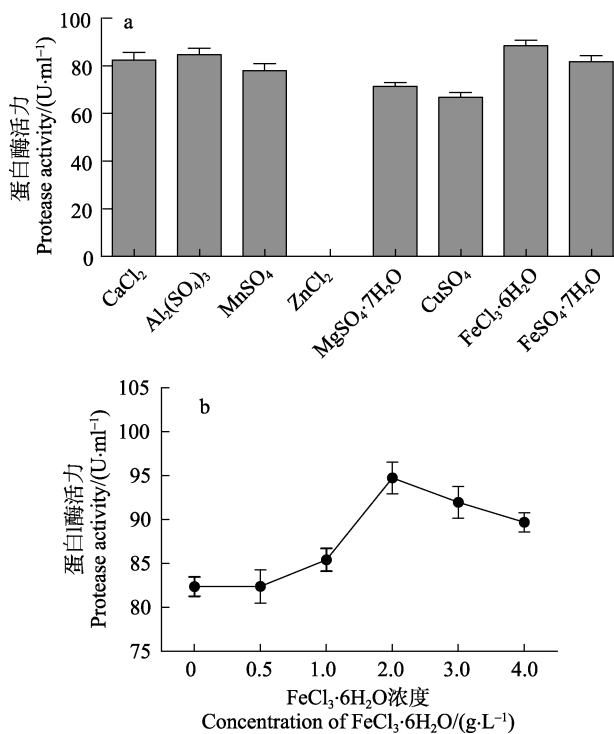 a
100
80
60
40
20
0
蛋白酶活力
Protease activity/(U·ml⁻¹)
CaCl₂
Al₂(SO₄)₃
MnSO₄
ZnCl₂
MgSO₄·7H₂O
CuSO₄
FeCl₃·6H₂O
FeSO₄·7H₂O
b
105
100
95
90
85
80
75
蛋白l酶活力
Protease activity/(U·ml⁻¹)
0 0.5 1.0 2.0 3.0 4.0
FeCl₃·6H₂O浓度
Concentration of FeCl₃·6H₂O/(g·L⁻¹)